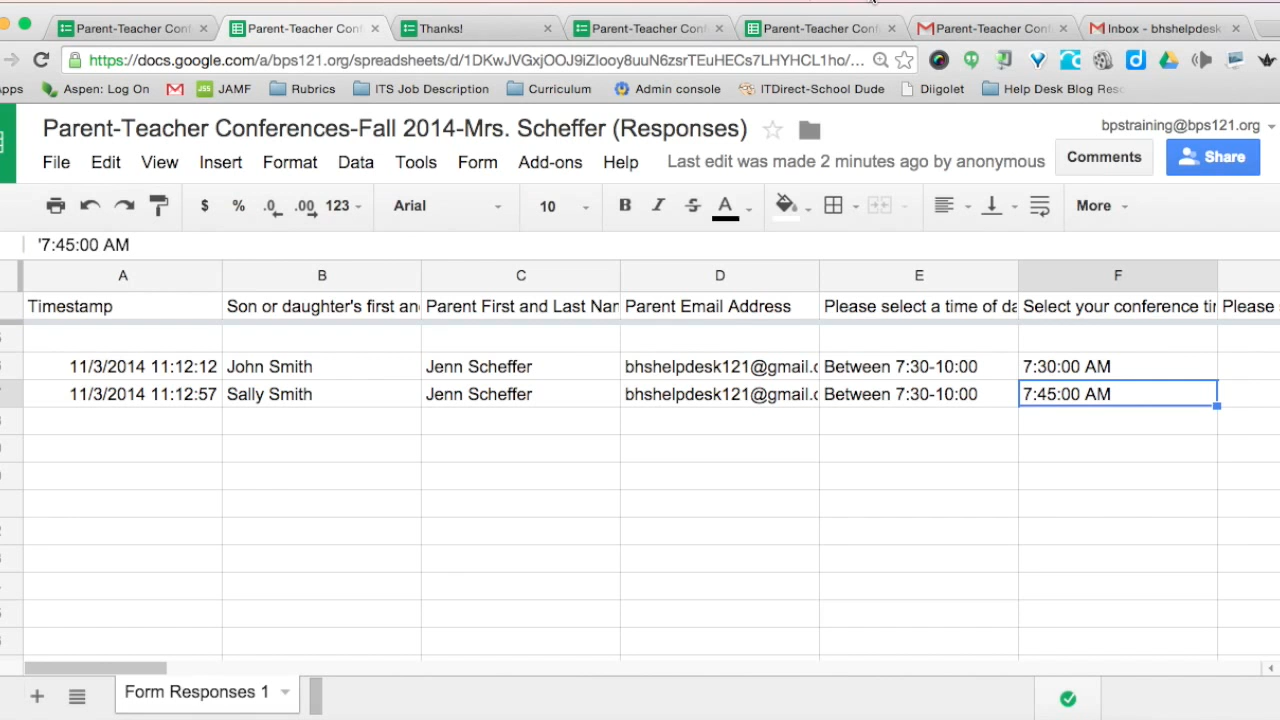 Parent-Teacher Conf
Parent-Teacher Conf
Thanks!
Parent-Teacher Conf
Parent-Teacher Conf
Parent-Teacher Conf
Inbox - bhshelpdesk
https://docs.google.com/a/bps121.org/spreadsheets/d/1DKwJVGxjOOJ9iZlooy8uuN6zsrTEuHECs7LHYHCL1ho/...
pps Aspen: Log On JSS JAMF Rubrics ITS Job Description Curriculum Admin console ITDirect-School Dude Diigolet Help Desk Blog Resc
Parent-Teacher Conferences-Fall 2014-Mrs. Scheffer (Responses)
bpstraining@bps121.org
File Edit View Insert Format Data Tools Form Add-ons Help Last edit was made 2 minutes ago by anonymous
Comments Share
$ % .0 .00 123 Arial 10 B I S A More
'7:45:00 AM
A B C D E F
Timestamp Son or daughter's first an Parent First and Last Nan Parent Email Address Please select a time of da Select your conference tin Please
11/3/2014 11:12:12 John Smith Jenn Scheffer bhshelpdesk121@gmail.c Between 7:30-10:00 7:30:00 AM
11/3/2014 11:12:57 Sally Smith Jenn Scheffer bhshelpdesk121@gmail.c Between 7:30-10:00 7:45:00 AM
Form Responses 1